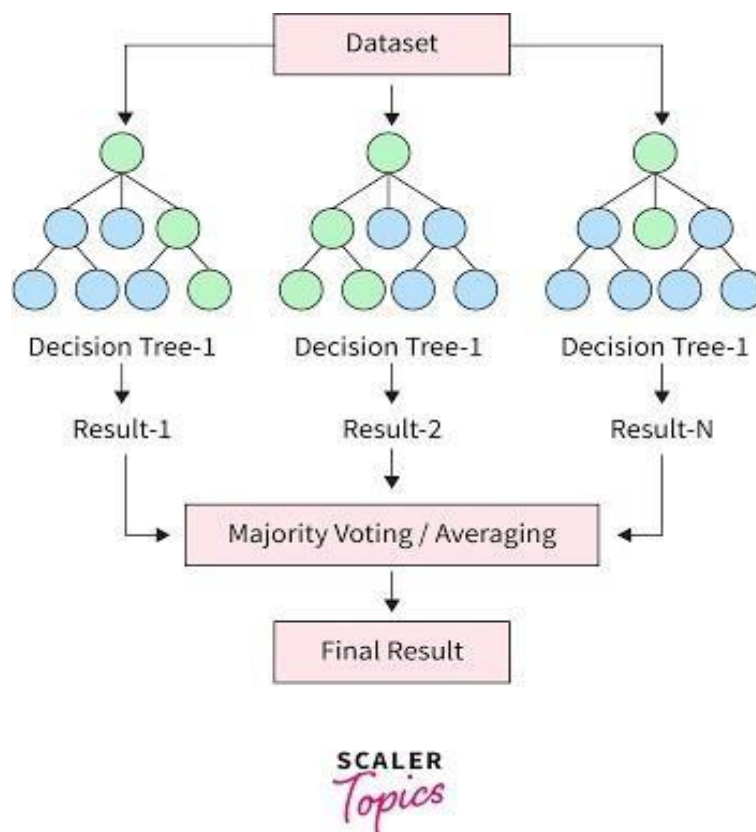 Dataset
Decision Tree-1
Decision Tree-1
Decision Tree-1
Result-1
Result-2
Result-N
Majority Voting / Averaging
Final Result
SCALER
Topics